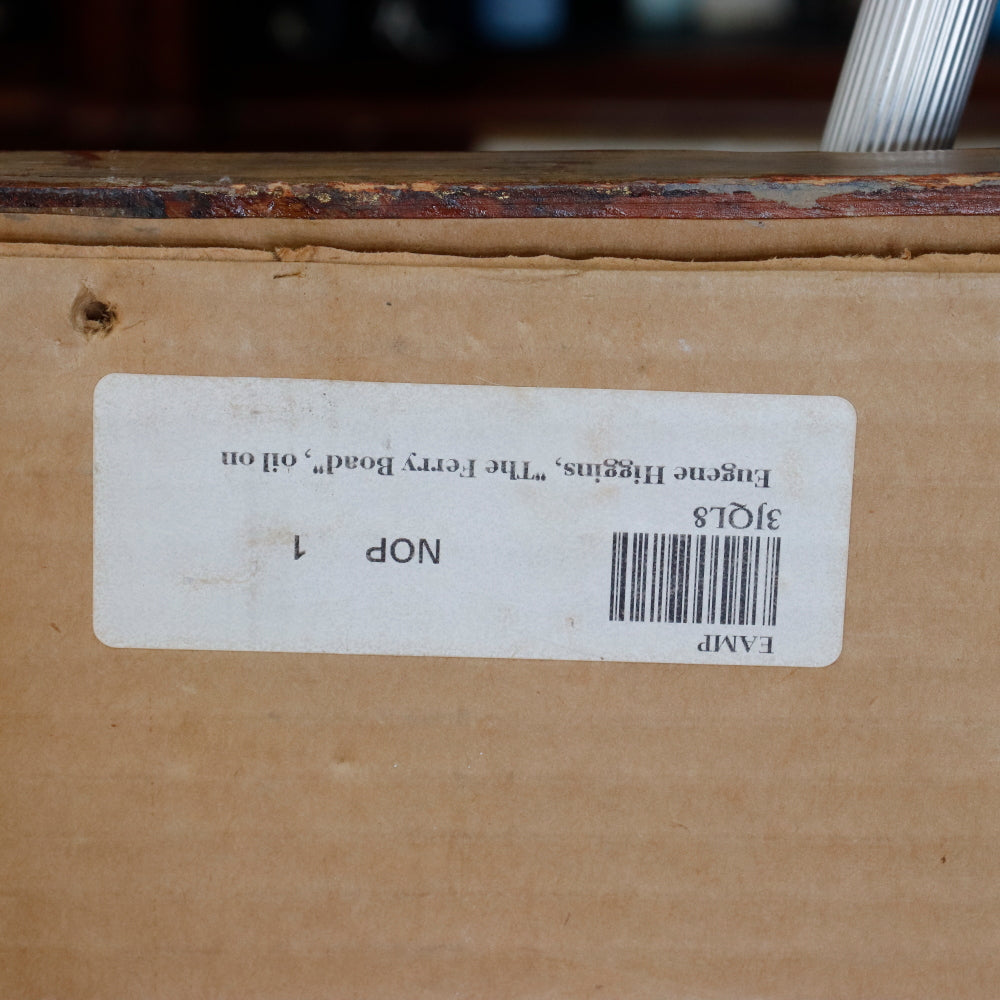 EAMP
3JQL8
NOP 1
Eugene Higgins, "The Ferry Boad", oil on